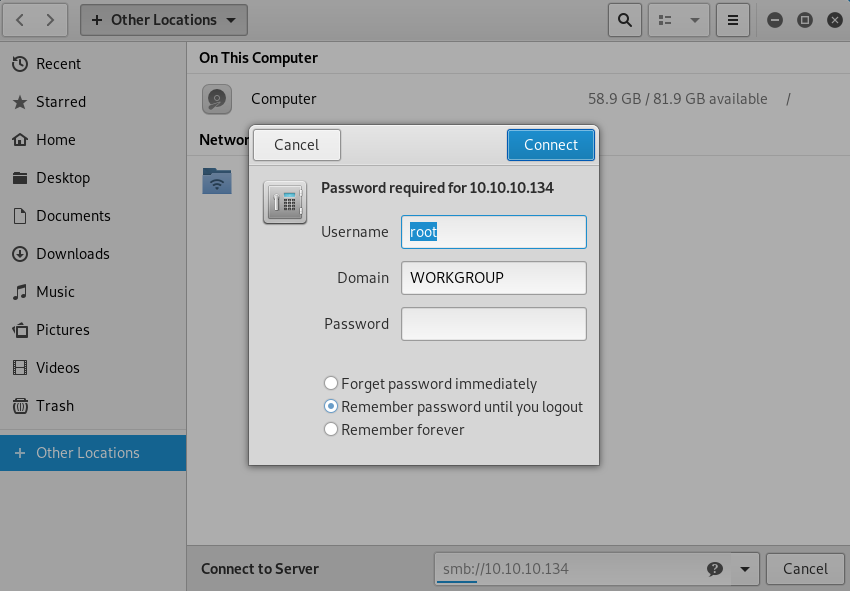 + Other Locations
Recent
Starred
Home
Desktop
Documents
Downloads
Music
Pictures
Videos
Trash
+ Other Locations
On This Computer
Computer 58.9 GB / 81.9 GB available /
Cancel Connect
Password required for 10.10.10.134
Username root
Domain WORKGROUP
Password
Forget password immediately
Remember password until you logout
Remember forever
Connect to Server smb://10.10.10.134 ? Cancel